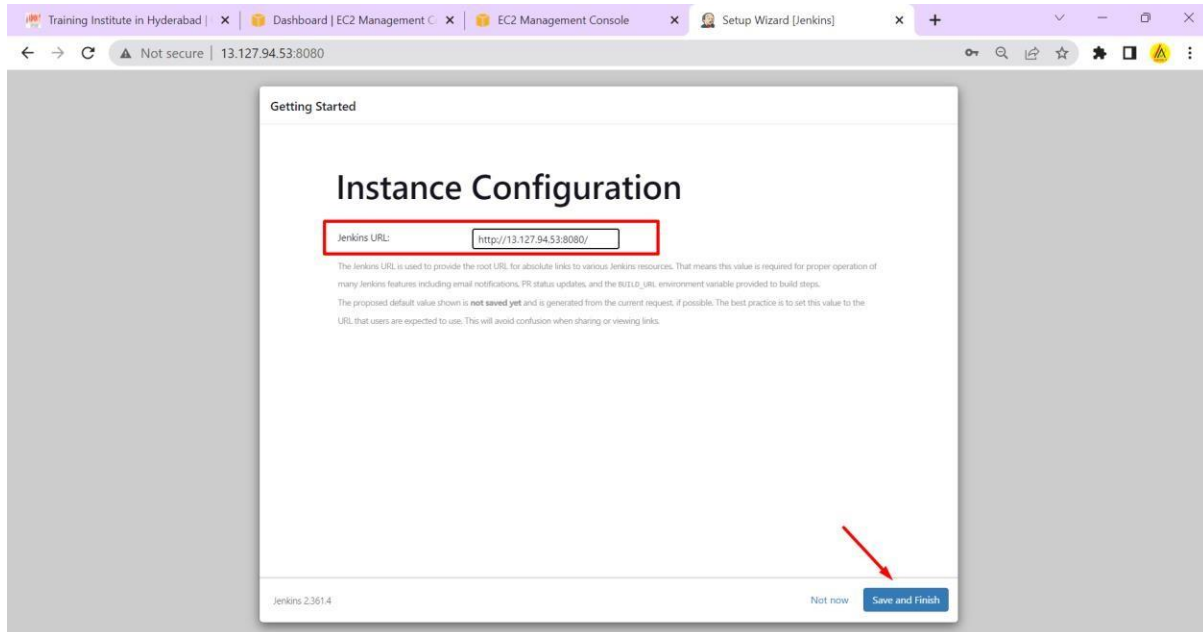 Training Institute in Hyderabad |
Dashboard | EC2 Management C
EC2 Management Console
Setup Wizard [Jenkins]
Not secure | 13.127.94.53:8080
Getting Started
Instance Configuration
Jenkins URL: http://13.127.94.53:8080/
The Jenkins URL is used to provide the root URL for absolute links to various Jenkins resources. That means this value is required for proper operation of
many Jenkins features including email notifications, PR status updates, and the BUILD_URL environment variable provided to build steps.
The proposed default value shown is not saved yet and is generated from the current request, if possible. The best practice is to set this value to the
URL that users are expected to use. This will avoid confusion when sharing or viewing links.
Jenkins 2.361.4
Not now Save and Finish